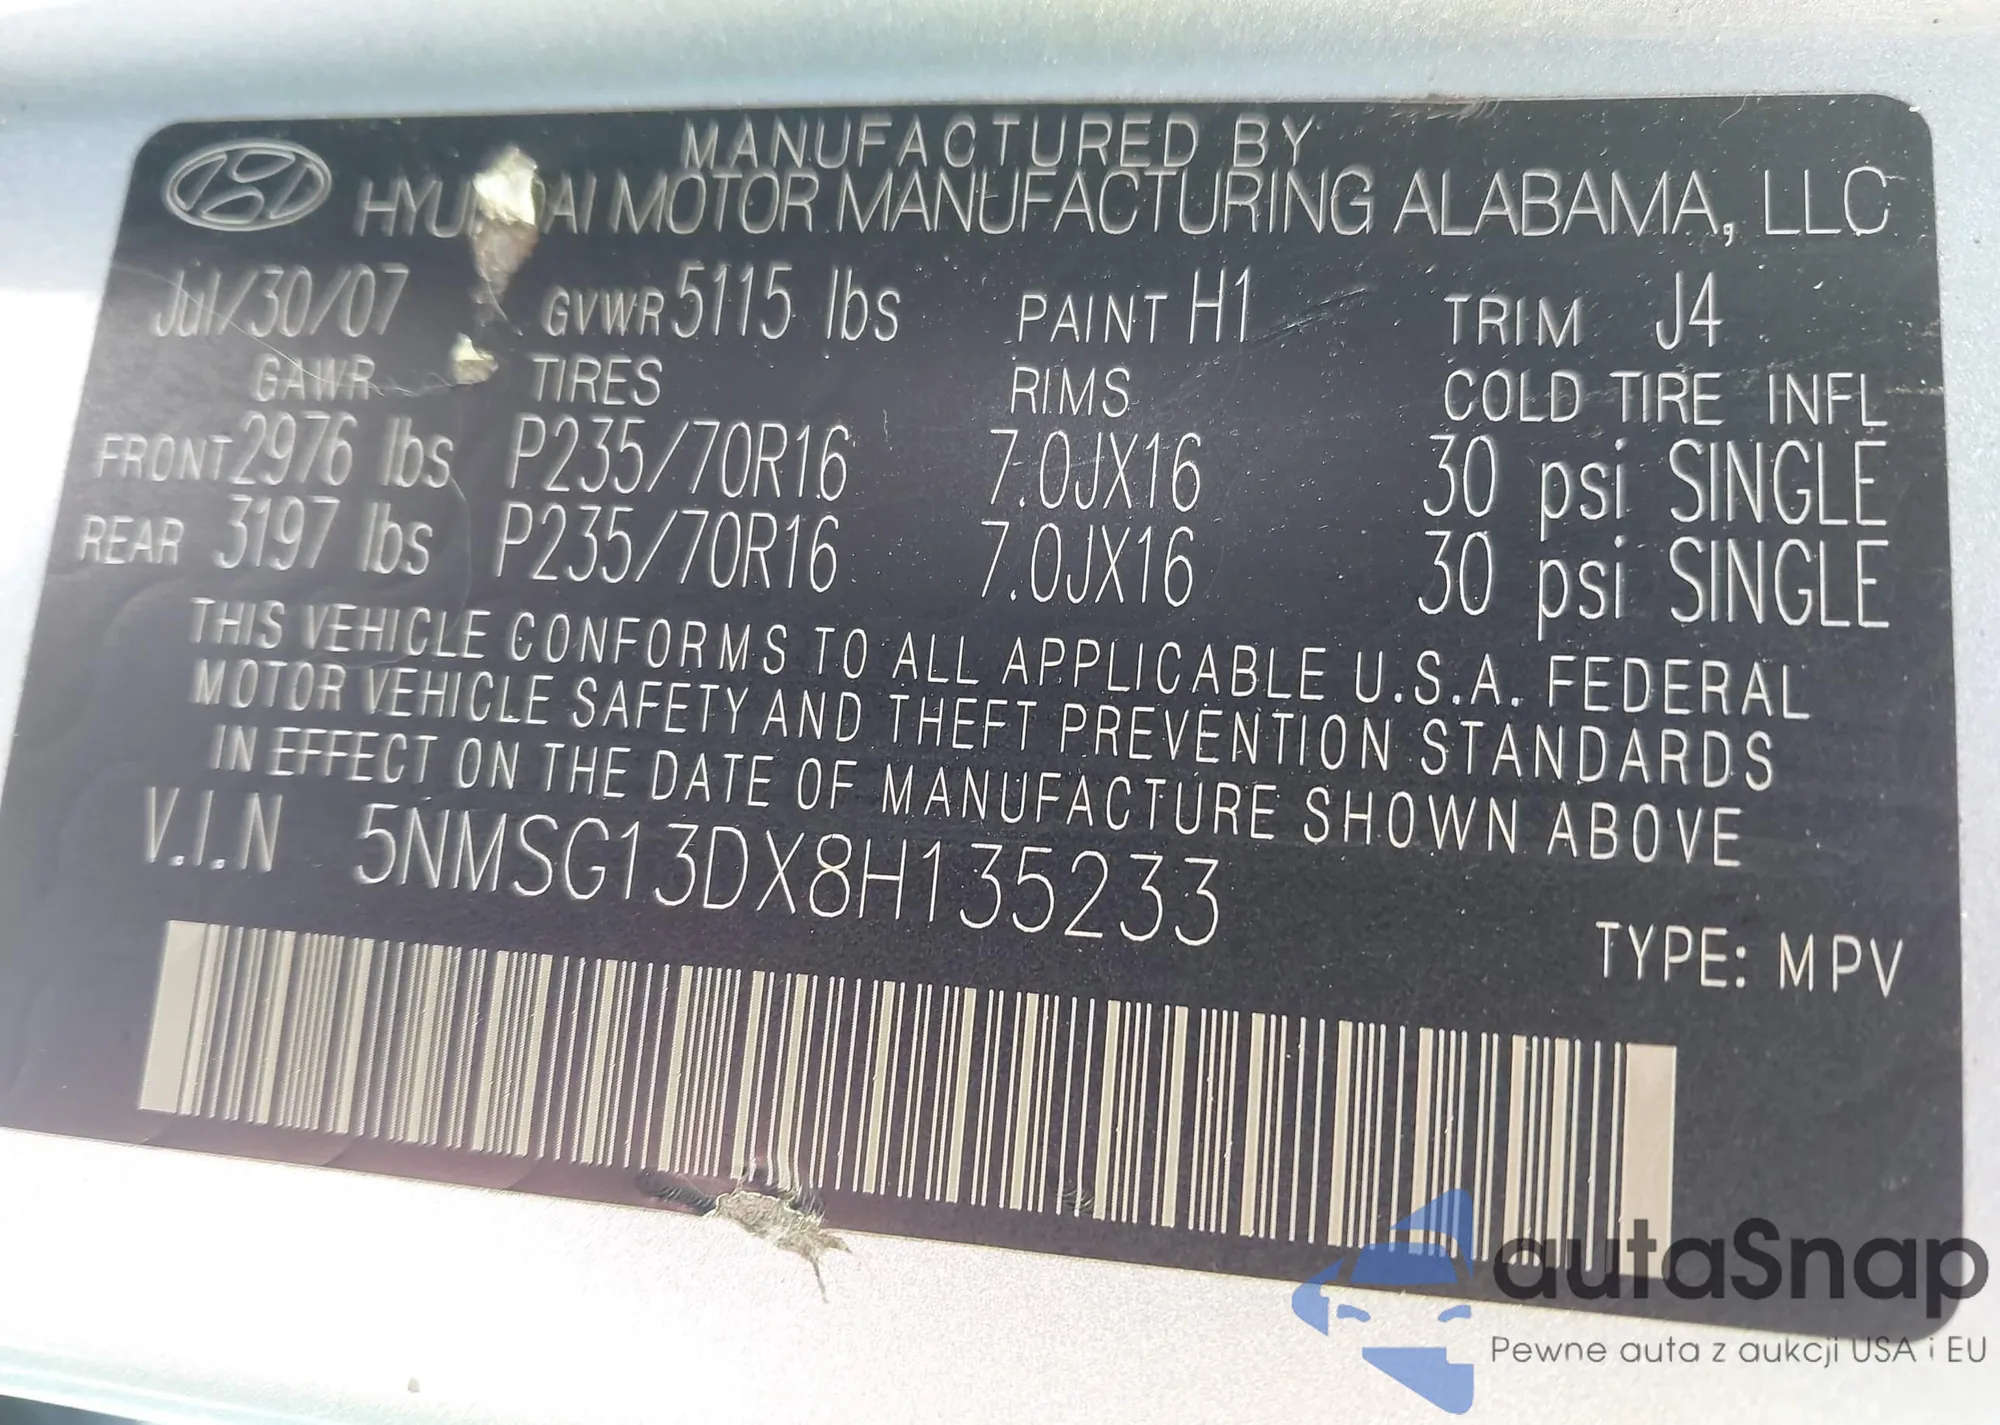 MANUFACTURED BY
HYUNDAI MOTOR MANUFACTURING ALABAMA, LLC
Jul/30/07 GVWR 5115 lbs PAINT H1 TRIM J4
GAWR TIRES RIMS COLD TIRE INFL
FRONT 2976 lbs P235/70R16 7.0JX16 30 psi SINGLE
REAR 3197 lbs P235/70R16 7.0JX16 30 psi SINGLE
THIS VEHICLE CONFORMS TO ALL APPLICABLE U.S.A. FEDERAL
MOTOR VEHICLE SAFETY AND THEFT PREVENTION STANDARDS
IN EFFECT ON THE DATE OF MANUFACTURE SHOWN ABOVE
V.I.N 5NMSG13DX8H135233
TYPE: MPV
autaSnap
Pewne auta z aukcji USA i EU